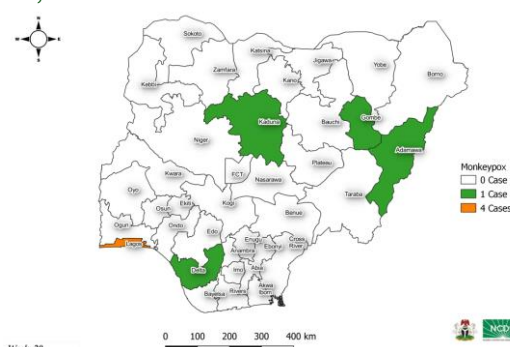 N
W E
S
Sokoto
Katsina
Jigawa
Yobe
Borno
Zamfara
Kano
Kebbi
Kaduna
Bauchi
Gombe
Adamawa
Niger
Plateau
FCT
Nasarawa
Kwara
Taraba
Oyo
Kogi
Benue
Ekiti
Osun
Ondo
Edo
Ogun
Lagos
Enugu
Anambra
Ebonyi
Cross
River
Delta
Imo
Abia
Bayelsa
Rivers
Akwa
Ibom
Monkeypox
0 Case
1 Case
4 Cases
0 100 200 300 400 km
NCDC